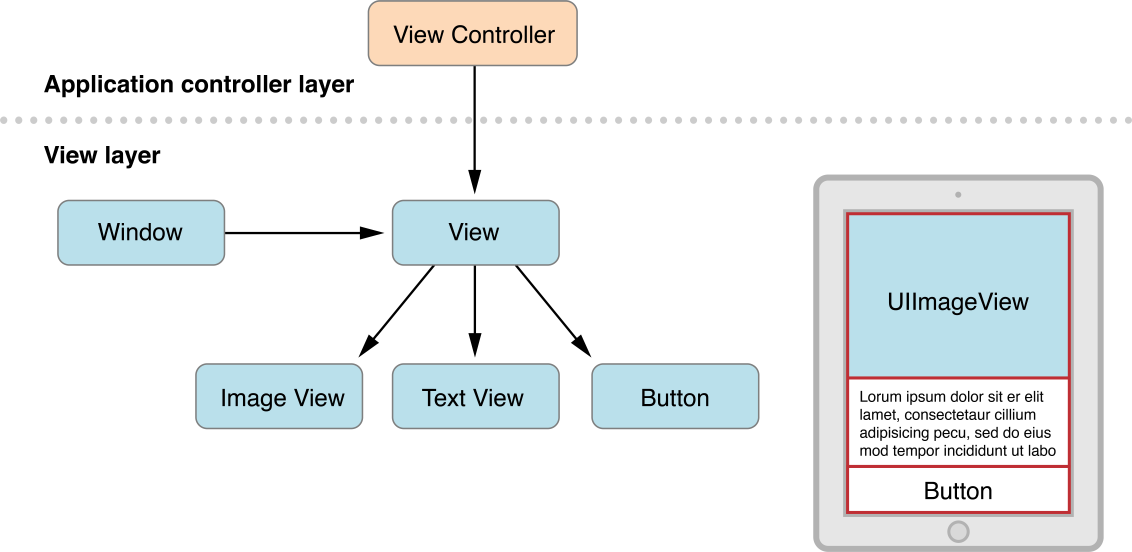 View Controller
Application controller layer
View layer
Window
View
Image View
Text View
Button
UIImageView
Lorum ipsum dolor sit er elit
lamet, consectetaur cillium
adipisicing pecu, sed do eius
mod tempor incididunt ut labo
Button